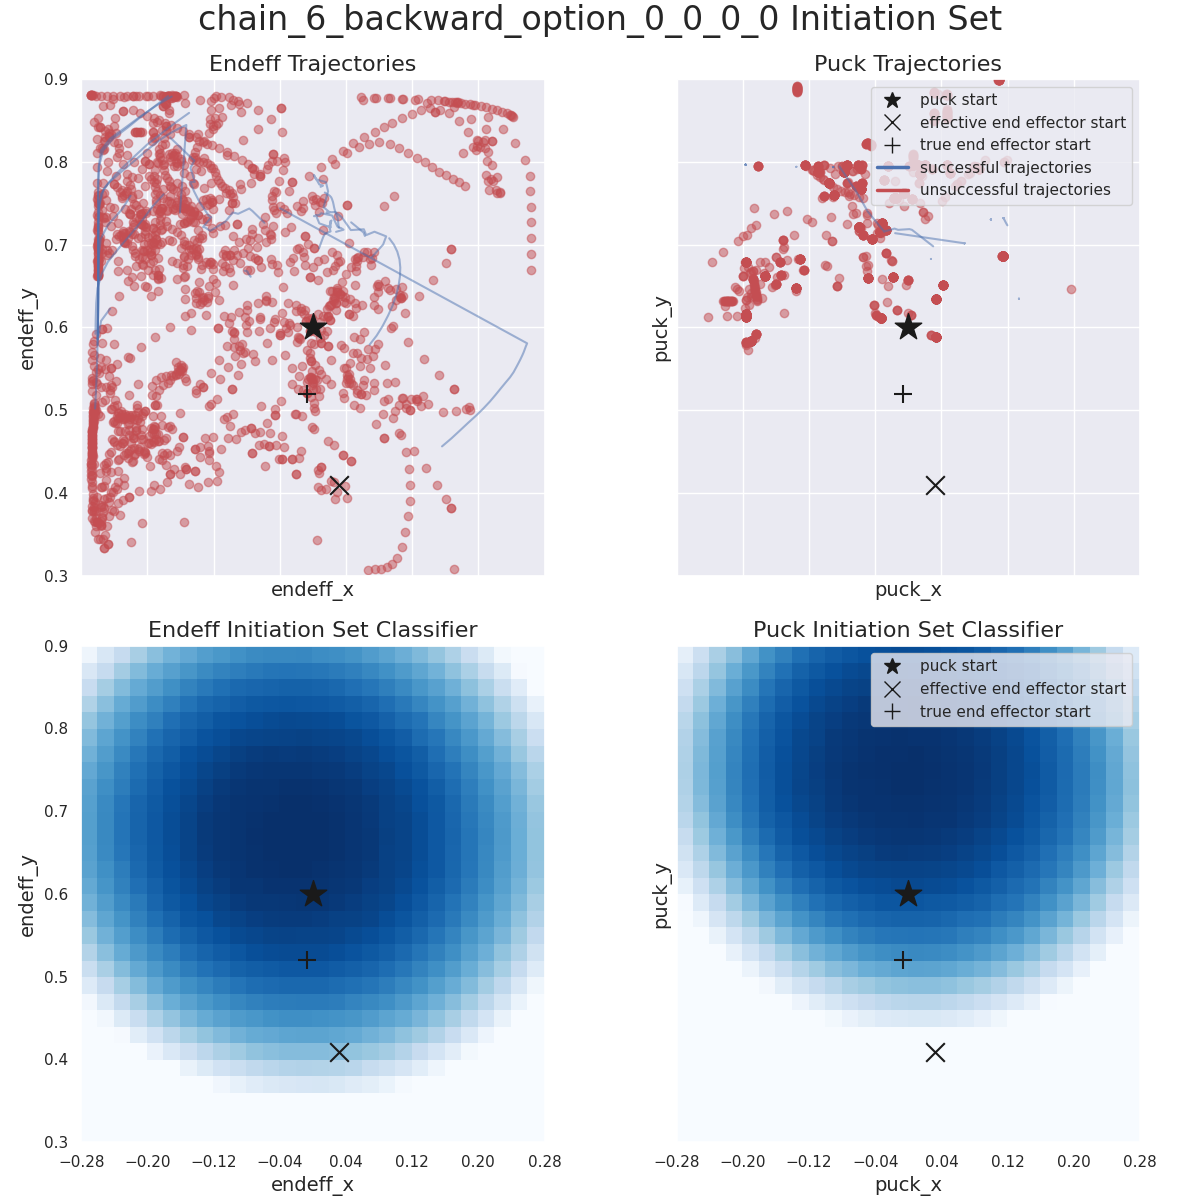 chain_6_backward_option_0_0_0_0 Initiation Set
Endeff Trajectories
0.9
0.8
0.7
0.6
0.5
0.4
0.3
endeff_y
endeff_x
Puck Trajectories
puck start
effective end effector start
true end effector start
successful trajectories
unsuccessful trajectories
puck_y
puck_x
Endeff Initiation Set Classifier
0.9
0.8
0.7
0.6
0.5
0.4
0.3
endeff_y
−0.28 −0.20 −0.12 −0.04 0.04 0.12 0.20 0.28
endeff_x
Puck Initiation Set Classifier
puck start
effective end effector start
true end effector start
puck_y
−0.28 −0.20 −0.12 −0.04 0.04 0.12 0.20 0.28
puck_x